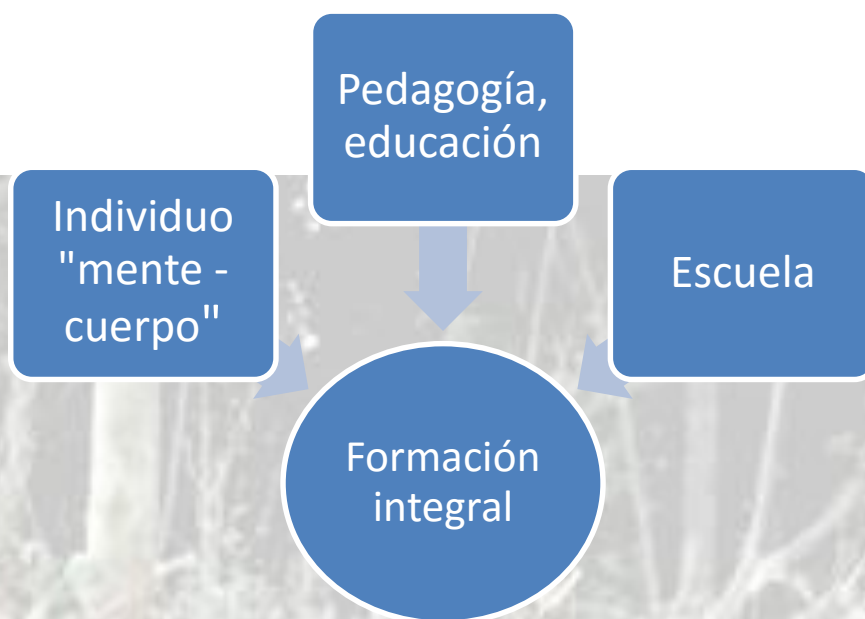 Pedagogía,
educación
Individuo
"mente -
cuerpo"
Escuela
Formación
integral